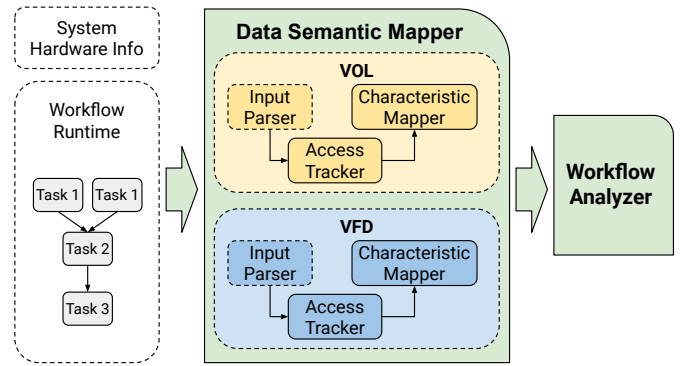 System
Hardware Info
Workflow
Runtime
Task 1
Task 1
Task 2
Task 3
Data Semantic Mapper
VOL
Input
Parser
Characteristic
Mapper
Access
Tracker
VFD
Input
Parser
Characteristic
Mapper
Access
Tracker
Workflow
Analyzer